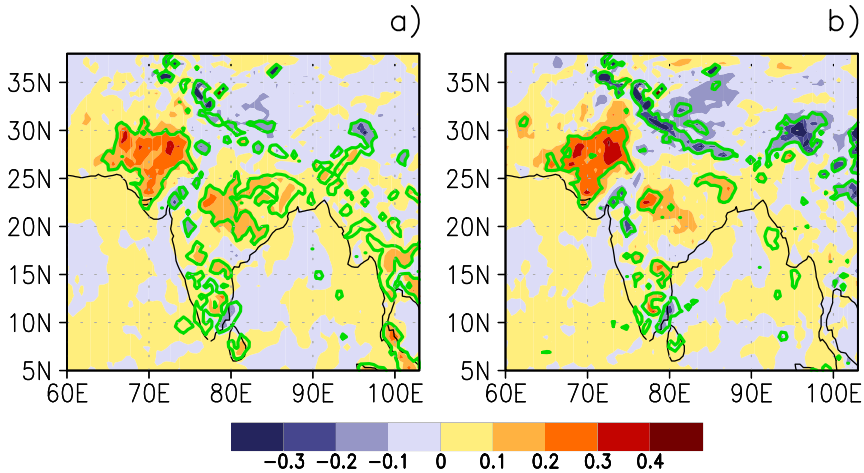 a) b)
35N 35N
30N 30N
25N 25N
20N 20N
15N 15N
10N 10N
5N 5N
60E 70E 80E 90E 100E 60E 70E 80E 90E 100E
-0.3 -0.2 -0.1 0 0.1 0.2 0.3 0.4